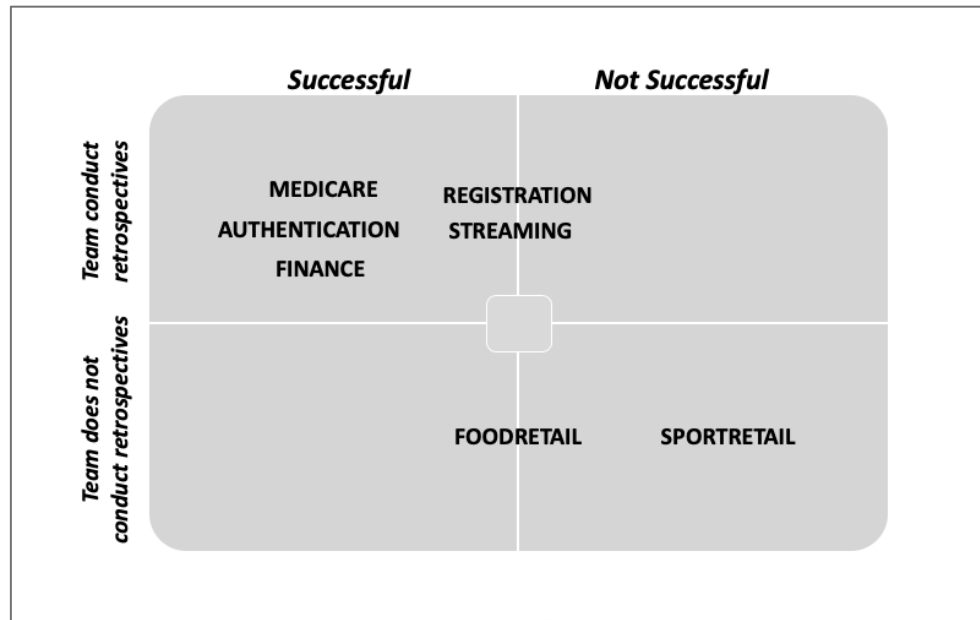 Successful
Not Successful
Team conduct
retrospectives
MEDICARE
AUTHENTICATION
FINANCE
REGISTRATION
STREAMING
Team does not
conduct retrospectives
FOODRETAIL
SPORTRETAIL